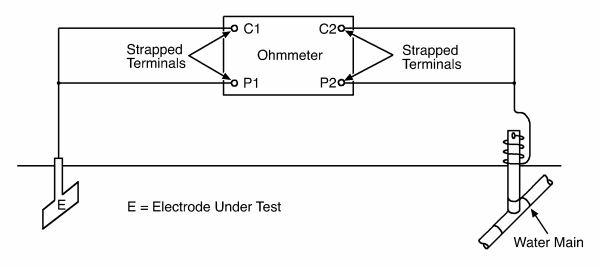 C1
C2
Strapped
Terminals
Ohmmeter
Strapped
Terminals
P1
P2
E
E = Electrode Under Test
Water Main